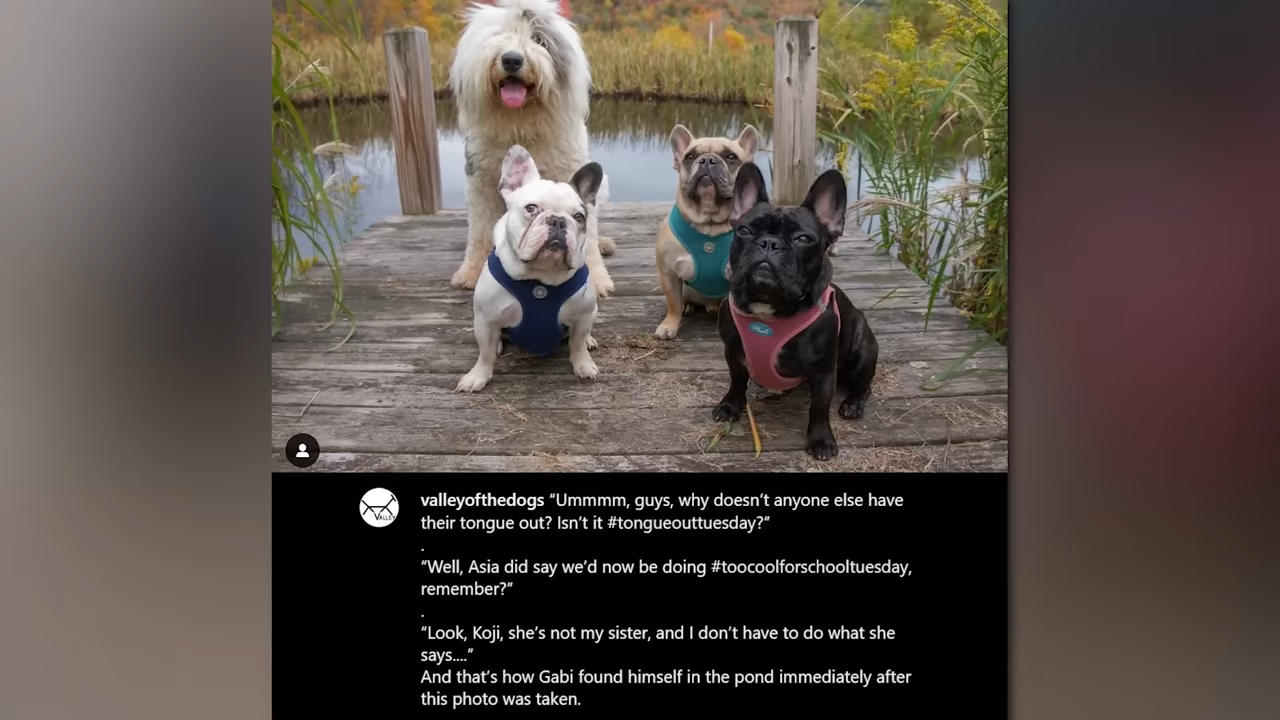 valleyofthedogs “Ummmm, guys, why doesn’t anyone else have
their tongue out? Isn’t it #tongueouttuesday?”
.
“Well, Asia did say we’d now be doing #toocoolforschooltuesday,
remember?”
.
“Look, Koji, she’s not my sister, and I don’t have to do what she
says....”
And that’s how Gabi found himself in the pond immediately after
this photo was taken.